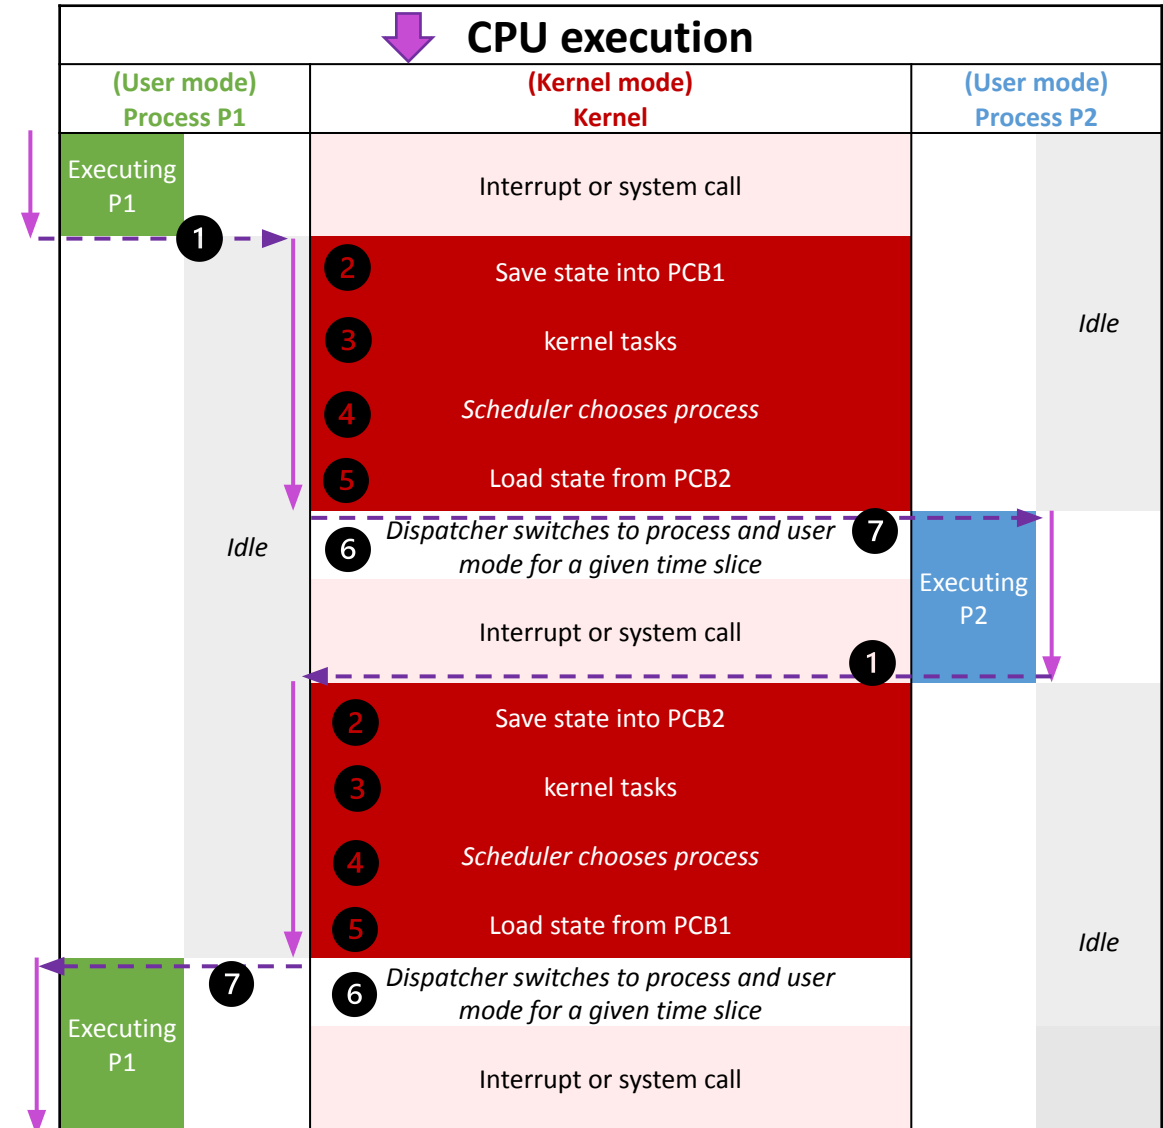 CPU execution
(User mode)
Process P1
(Kernel mode)
Kernel
(User mode)
Process P2
Executing
P1
Interrupt or system call
1
2
Save state into PCB1
3
kernel tasks
Idle
4
Scheduler chooses process
5
Load state from PCB2
Idle
6
Dispatcher switches to process and user
mode for a given time slice
7
Executing
P2
Interrupt or system call
1
2
Save state into PCB2
3
kernel tasks
4
Scheduler chooses process
5
Load state from PCB1
Idle
7
6
Dispatcher switches to process and user
mode for a given time slice
Executing
P1
Interrupt or system call